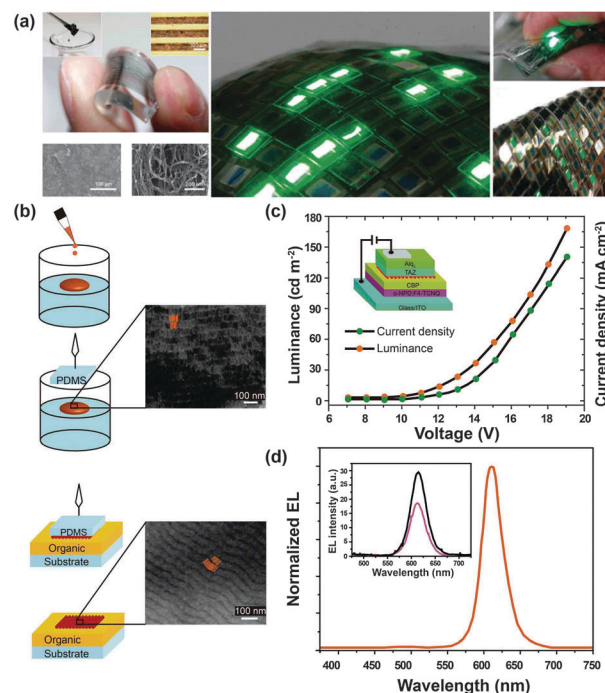 (a)
200 nm
(b)
PDMS
100 nm
PDMS
Organic
Substrate
100 nm
Organic
Substrate
(c)
Luminance (cd m⁻²)
180
150
120
90
60
30
0
Alq₃
TAZ
CBP
α-NPD:F4-TCNQ
Glass/ITO
Current density
Luminance
8
10
12
14
16
18
20
Voltage (V)
Current density (mA cm⁻²)
(d)
Normalized EL
EL intensity (a.u.)
30
25
20
15
10
5
0
500
550
600
650
700
Wavelength (nm)
400
450
500
550
600
650
700
750
Wavelength (nm)